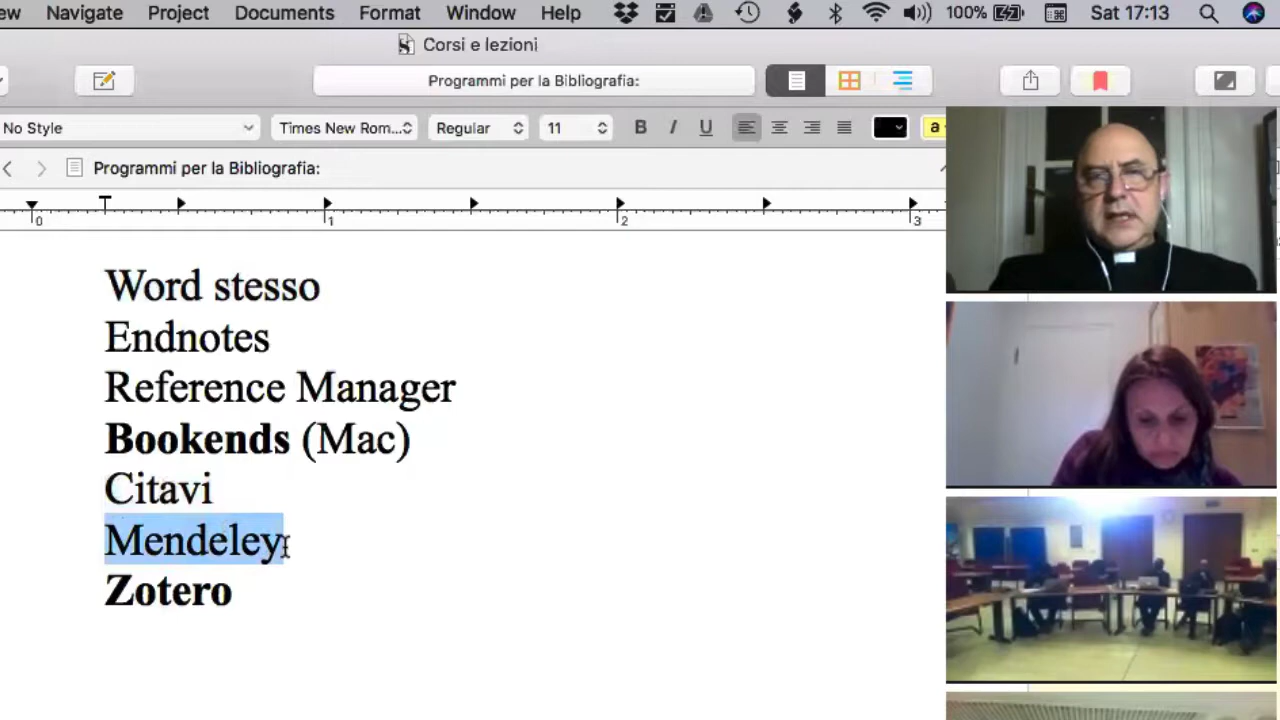 ew Navigate Project Documents Format Window Help 100% Sat 17:13
Corsi e lezioni
Programmi per la Bibliografia:
No Style Times New Rom... Regular 11 B I U a
Programmi per la Bibliografia:
0 1 2 3
Word stesso
Endnotes
Reference Manager
Bookends (Mac)
Citavi
Mendeley
Zotero